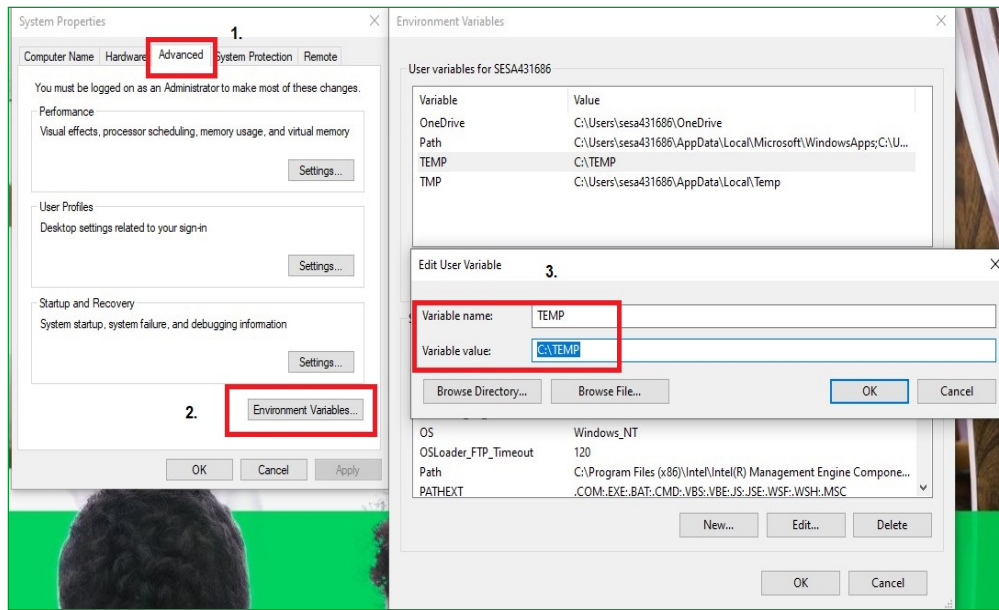 System Properties
1.
Computer Name Hardware Advanced System Protection Remote
You must be logged on as an Administrator to make most of these changes.
Performance
Visual effects, processor scheduling, memory usage, and virtual memory
Settings...
User Profiles
Desktop settings related to your sign-in
Settings...
Startup and Recovery
System startup, system failure, and debugging information
Settings...
2.
Environment Variables...
OK Cancel Apply
Environment Variables
User variables for SESA431686
Variable Value
OneDrive C:\Users\sesa431686\OneDrive
Path C:\Users\sesa431686\AppData\Local\Microsoft\WindowsApps;C:\U...
TEMP C:\TEMP
TMP C:\Users\sesa431686\AppData\Local\Temp
Edit User Variable
3.
Variable name: TEMP
Variable value: C:\TEMP
Browse Directory... Browse File... OK Cancel
OS Windows_NT
OSLoader_FTP_Timeout 120
Path C:\Program Files (x86)\Intel\Intel(R) Management Engine Compone...
PATHEXT .COM;.EXE;.BAT;.CMD;.VBS;.VBE;.JS;.JSE;.WSF;.WSH;.MSC
New... Edit... Delete
OK Cancel